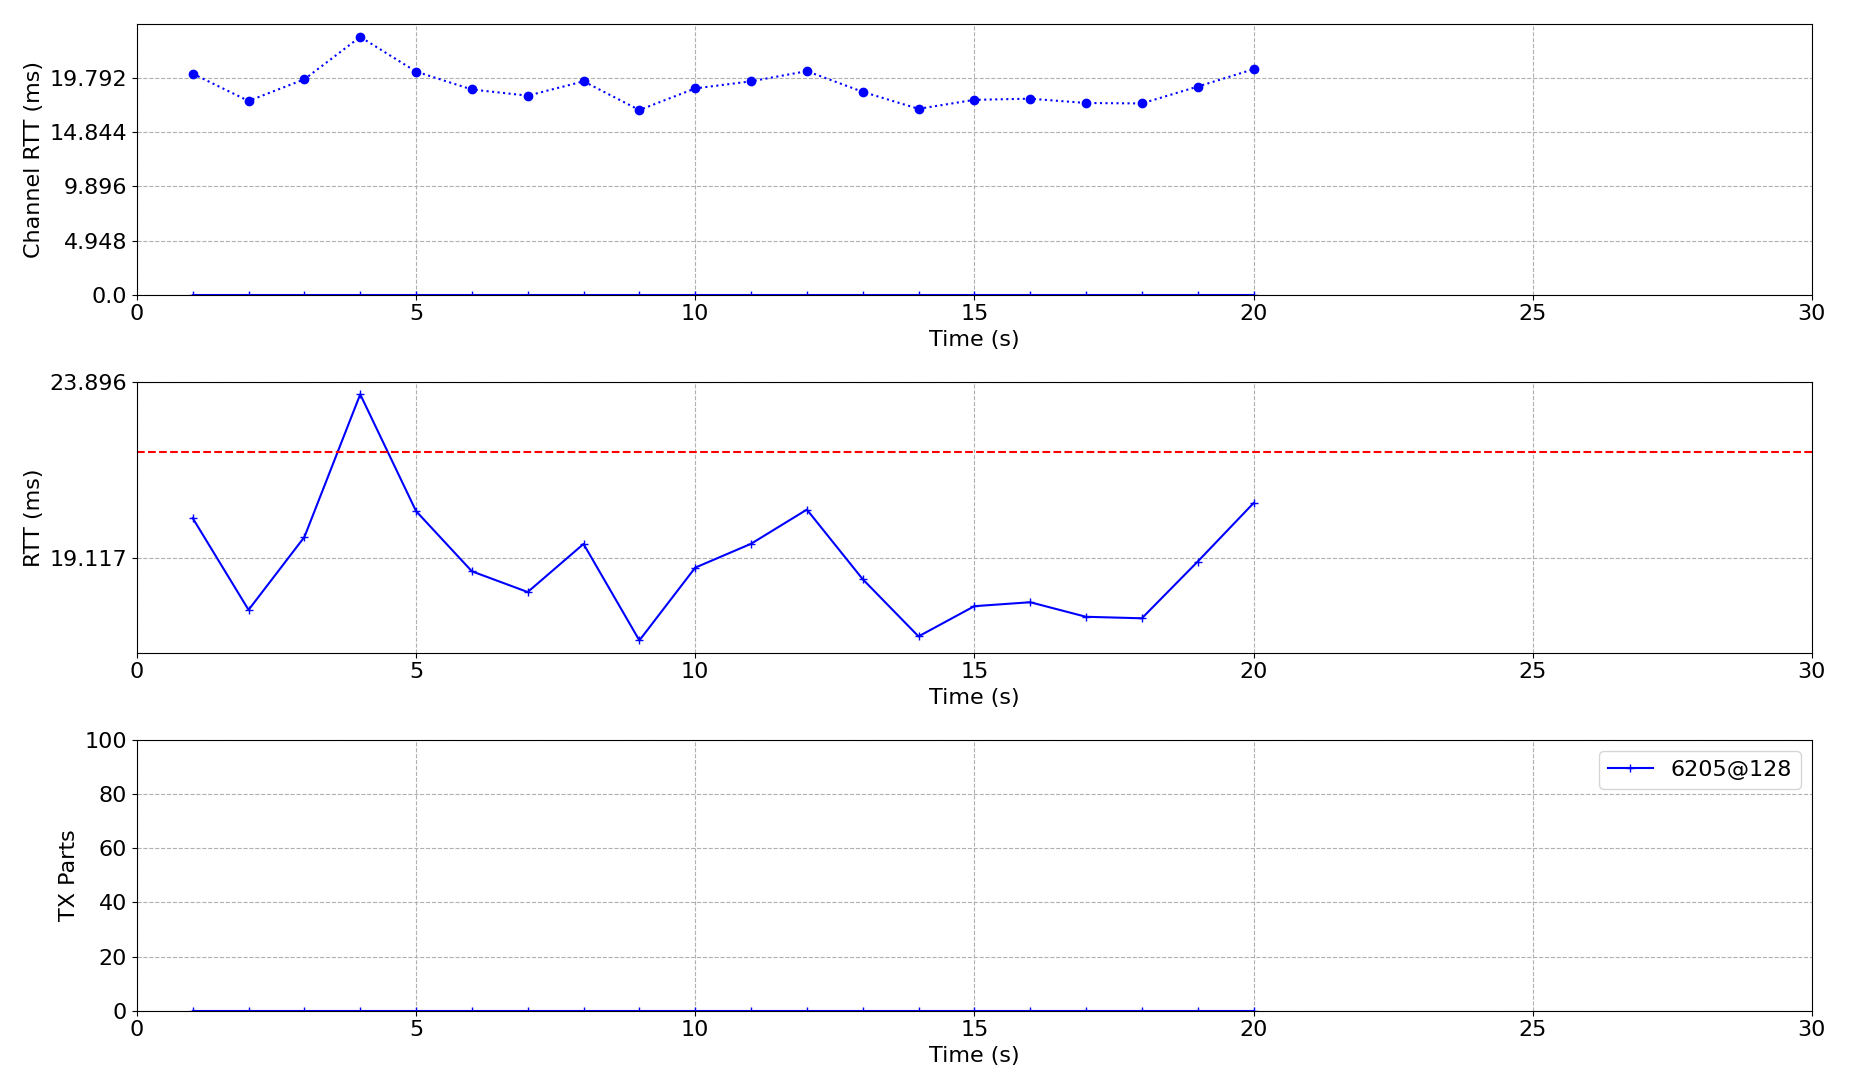 Channel RTT (ms)
19.792
14.844
9.896
4.948
0.0
0 5 10 15 20 25 30
Time (s)
RTT (ms)
23.896
19.117
0 5 10 15 20 25 30
Time (s)
TX Parts
100
80
60
40
20
0
6205@128
0 5 10 15 20 25 30
Time (s)